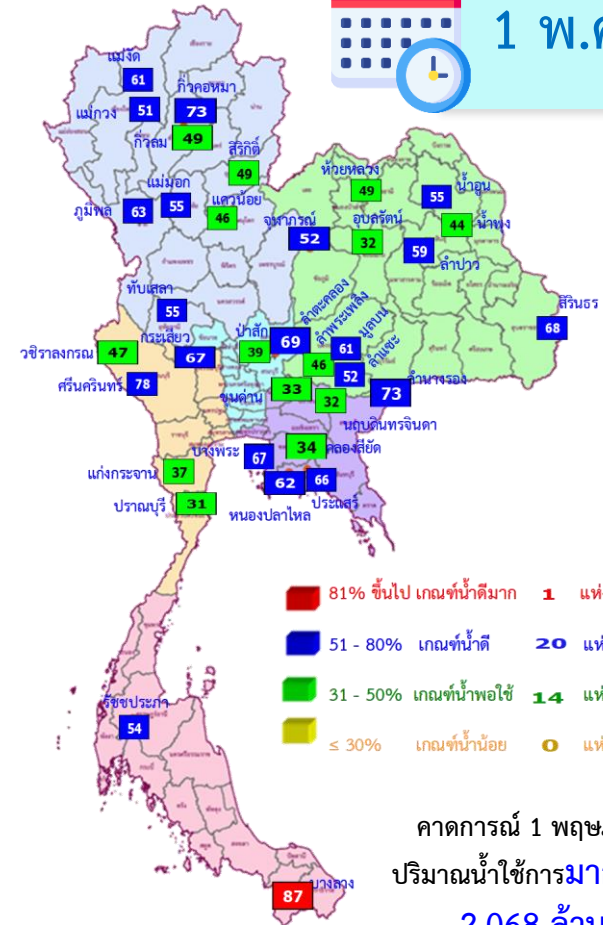 1 พ.ค
แม่งัด
61
แม่กวง
51
กิ่วคอหมา
73
กิ่วลม
49
สิริกิติ์
49
แม่มอก
55
ภูมิพล
63
แควน้อย
46
ห้วยหลวง
49
น้ำอูน
55
จุฬาภรณ์
52
อุบลรัตน์
32
น้ำพุง
44
ลำปาว
59
สิรินธร
68
ทับเสลา
55
กระเสียว
67
ป่าสัก
39
ลำตะคลอง
69
ลำพระเพลิง
46
มูลบน
61
ลำแชะ
52
ลำนางรอง
73
วชิราลงกรณ
47
ศรีนครินทร์
78
ขุนด่าน
33
32
นฤบดินทรจินดา
34
คลองสียัด
บางพระ
67
แก่งกระจาน
37
62
หนองปลาไหล
66
ประแสร์
ปราณบุรี
31
81% ขึ้นไป เกณฑ์น้ำดีมาก 1 แห่
51 - 80% เกณฑ์น้ำดี 20 แห่
31 - 50% เกณฑ์น้ำพอใช้ 14 แห่
≤ 30% เกณฑ์น้ำน้อย 0 แห่
รัชชประภา
54
บางลาง
87
คาดการณ์ 1 พฤษ
ปริมาณน้ำใช้การมา
2,068 ล้าน